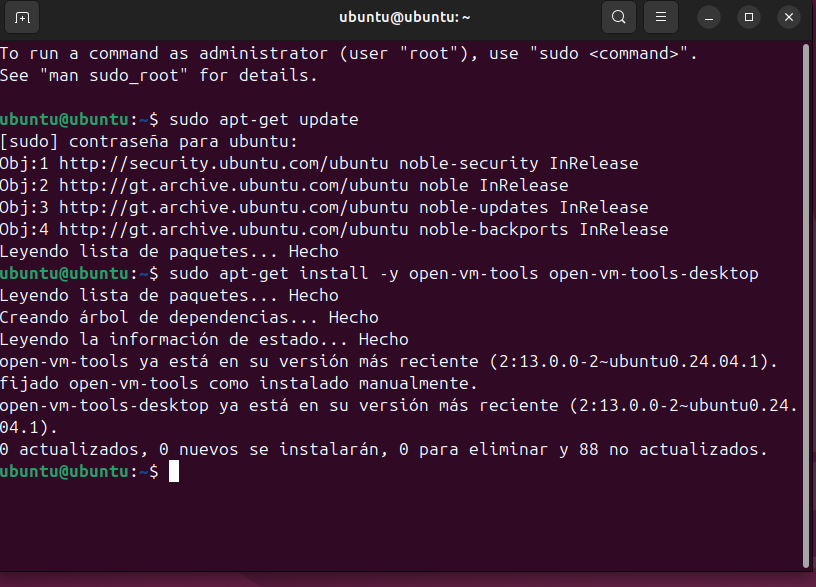 ubuntu@ubuntu: ~
To run a command as administrator (user "root"), use "sudo <command>".
See "man sudo_root" for details.
ubuntu@ubuntu:~$ sudo apt-get update
[sudo] contraseña para ubuntu:
Obj:1 http://security.ubuntu.com/ubuntu noble-security InRelease
Obj:2 http://gt.archive.ubuntu.com/ubuntu noble InRelease
Obj:3 http://gt.archive.ubuntu.com/ubuntu noble-updates InRelease
Obj:4 http://gt.archive.ubuntu.com/ubuntu noble-backports InRelease
Leyendo lista de paquetes... Hecho
ubuntu@ubuntu:~$ sudo apt-get install -y open-vm-tools open-vm-tools-desktop
Leyendo lista de paquetes... Hecho
Creando árbol de dependencias... Hecho
Leyendo la información de estado... Hecho
open-vm-tools ya está en su versión más reciente (2:13.0.0-2~ubuntu0.24.04.1).
fijado open-vm-tools como instalado manualmente.
open-vm-tools-desktop ya está en su versión más reciente (2:13.0.0-2~ubuntu0.24.
04.1).
0 actualizados, 0 nuevos se instalarán, 0 para eliminar y 88 no actualizados.
ubuntu@ubuntu:~$